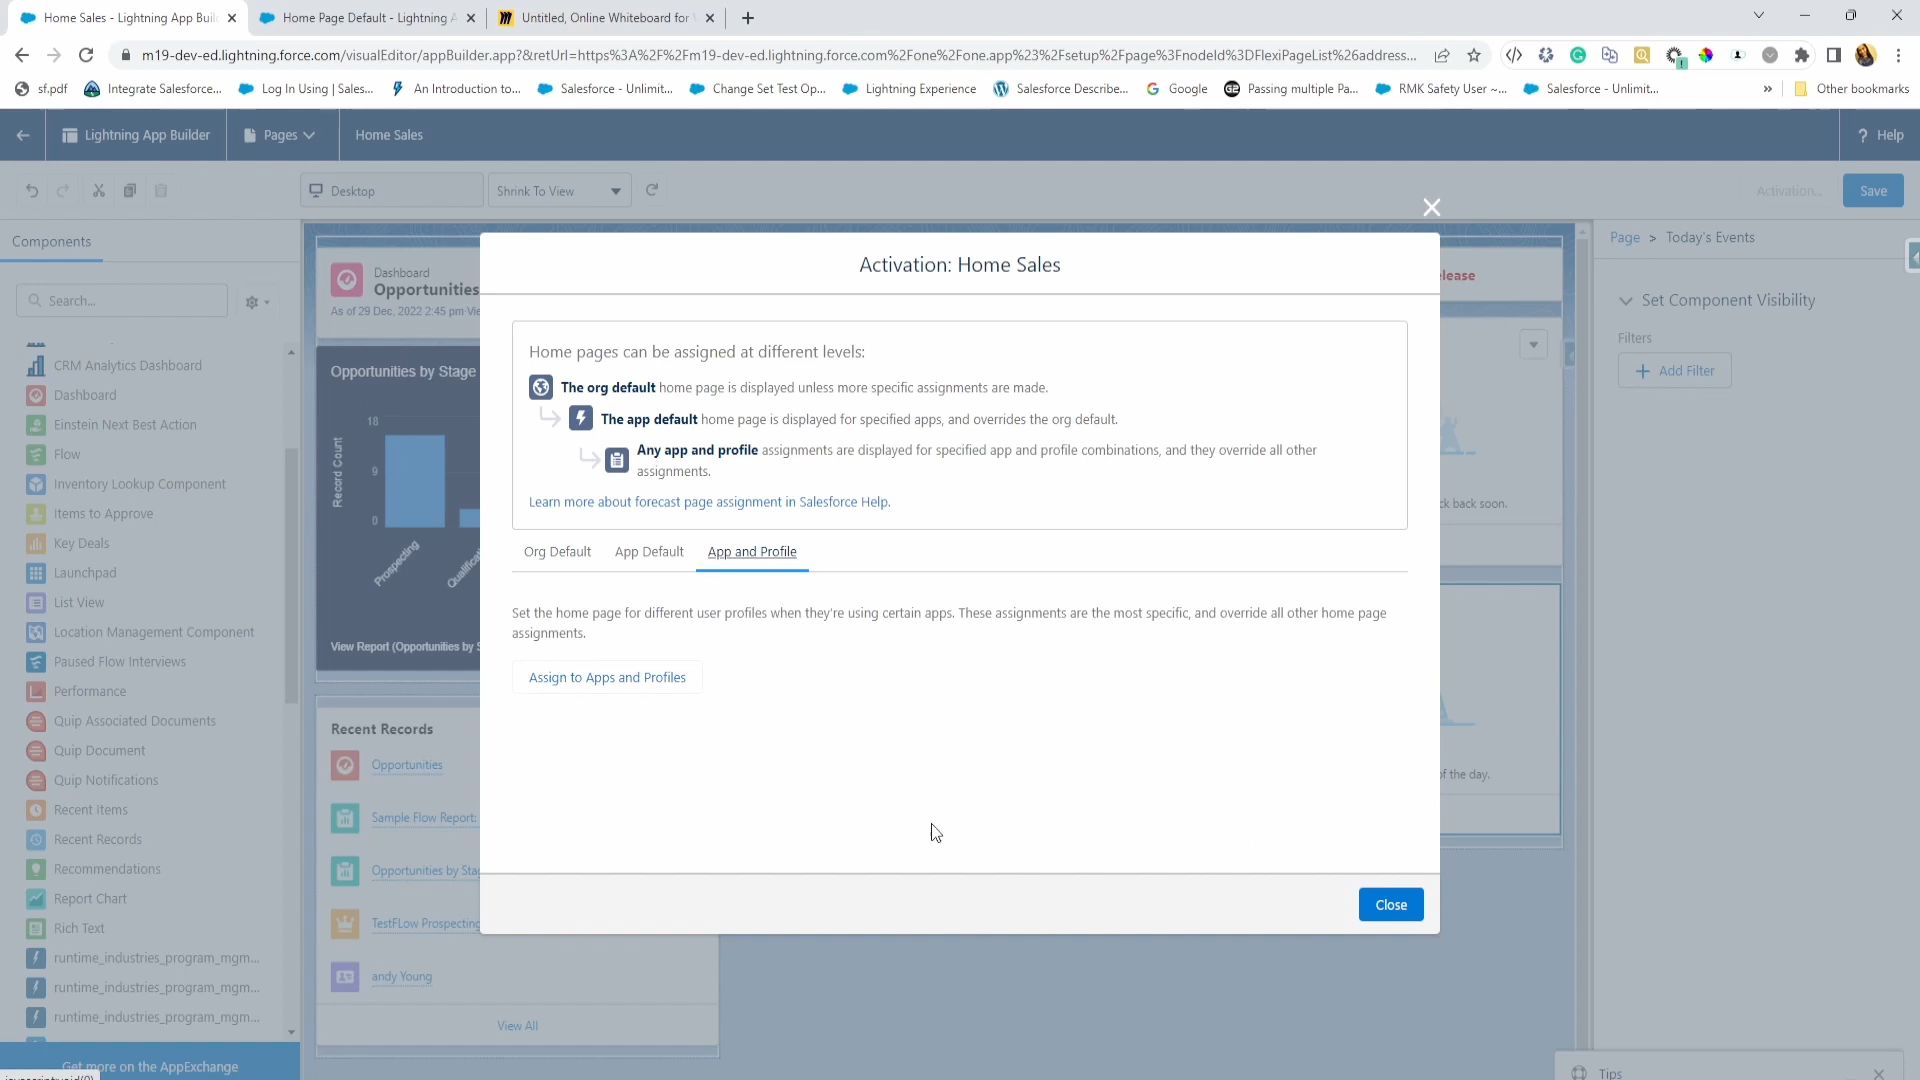 Home Sales - Lightning App Buil
Home Page Default - Lightning A
Untitled, Online Whiteboard for
m19-dev-ed.lightning.force.com/visualEditor/appBuilder.app?&retUrl=https%3A%2F%2Fm19-dev-ed.lightning.force.com%2Fone%2Fone.app%23%2Fsetup%2Fpage%3FnodeId%3DFlexiPageList%26address...
sf.pdf
Integrate Salesforce...
Log In Using | Sales...
An Introduction to...
Salesforce - Unlimit...
Change Set Test Op...
Lightning Experience
Salesforce Describe...
Google
Passing multiple Pa...
RMK Safety User ~...
Salesforce - Unlimit...
»
Other bookmarks
Lightning App Builder
Pages
Home Sales
? Help
Desktop
Shrink To View
Activation...
Save
Components
Search...
CRM Analytics Dashboard
Dashboard
Einstein Next Best Action
Flow
Inventory Lookup Component
Items to Approve
Key Deals
Launchpad
List View
Location Management Component
Paused Flow Interviews
Performance
Quip Associated Documents
Quip Document
Quip Notifications
Recent Items
Recent Records
Recommendations
Report Chart
Rich Text
runtime_industries_program_mgm...
runtime_industries_program_mgm...
runtime_industries_program_mgm...
Get more on the AppExchange
Dashboard
Opportunities
As of 29 Dec, 2022 2:45 pm·Vie
Opportunities by Stage
Record Count
18
9
0
Prospecting
Qualificati
View Report (Opportunities by S
Recent Records
Opportunities
Sample Flow Report:
Opportunities by Sta
TestFLow Prospecting
andy Young
View All
Activation: Home Sales
Home pages can be assigned at different levels:
The org default home page is displayed unless more specific assignments are made.
The app default home page is displayed for specified apps, and overrides the org default.
Any app and profile assignments are displayed for specified app and profile combinations, and they override all other
assignments.
Learn more about forecast page assignment in Salesforce Help.
Org Default
App Default
App and Profile
Set the home page for different user profiles when they're using certain apps. These assignments are the most specific, and override all other home page
assignments.
Assign to Apps and Profiles
Close
elease
ck back soon.
of the day.
Page > Today's Events
Set Component Visibility
Filters
+ Add Filter
Tips